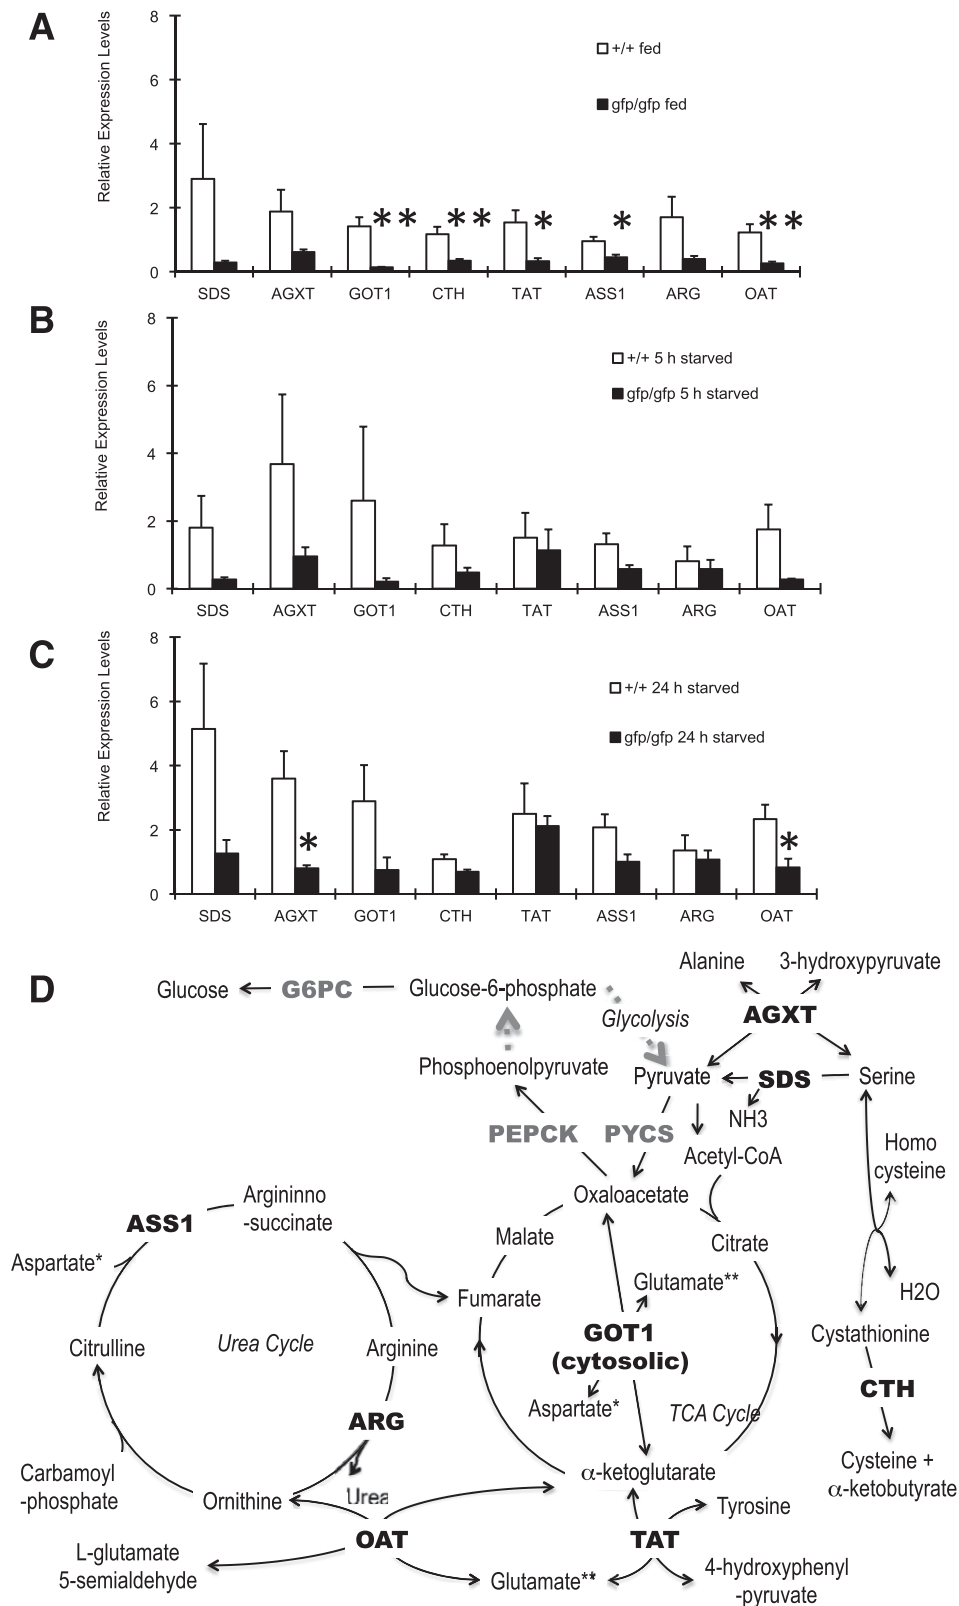 A
Relative Expression Levels
8
6
4
2
0
+/+ fed
gfp/gfp fed
** ** * * **
SDS AGXT GOT1 CTH TAT ASS1 ARG OAT
B
Relative Expression Levels
8
6
4
2
0
+/+ 5 h starved
gfp/gfp 5 h starved
SDS AGXT GOT1 CTH TAT ASS1 ARG OAT
C
Relative Expression Levels
8
6
4
2
0
+/+ 24 h starved
gfp/gfp 24 h starved
* *
SDS AGXT GOT1 CTH TAT ASS1 ARG OAT
D
Alanine 3-hydroxypyruvate
Glucose G6PC Glucose-6-phosphate
AGXT
Glycolysis
Phosphoenolpyruvate Pyruvate SDS Serine
NH3
PEPCK PYCS
Acetyl-CoA
Homo
cysteine
Oxaloacetate
Argininno
-succinate
ASS1
Malate
Citrate
Aspartate*
Glutamate**
H2O
Fumarate
Citrulline
Urea Cycle
Arginine
GOT1
(cytosolic)
Cystathionine
CTH
Aspartate*
TCA Cycle
ARG
Carbamoyl
-phosphate
Urea
Ornithine
α-ketoglutarate
Cysteine +
α-ketobutyrate
Tyrosine
OAT
TAT
L-glutamate
5-semialdehyde
Glutamate**
4-hydroxyphenyl
-pyruvate